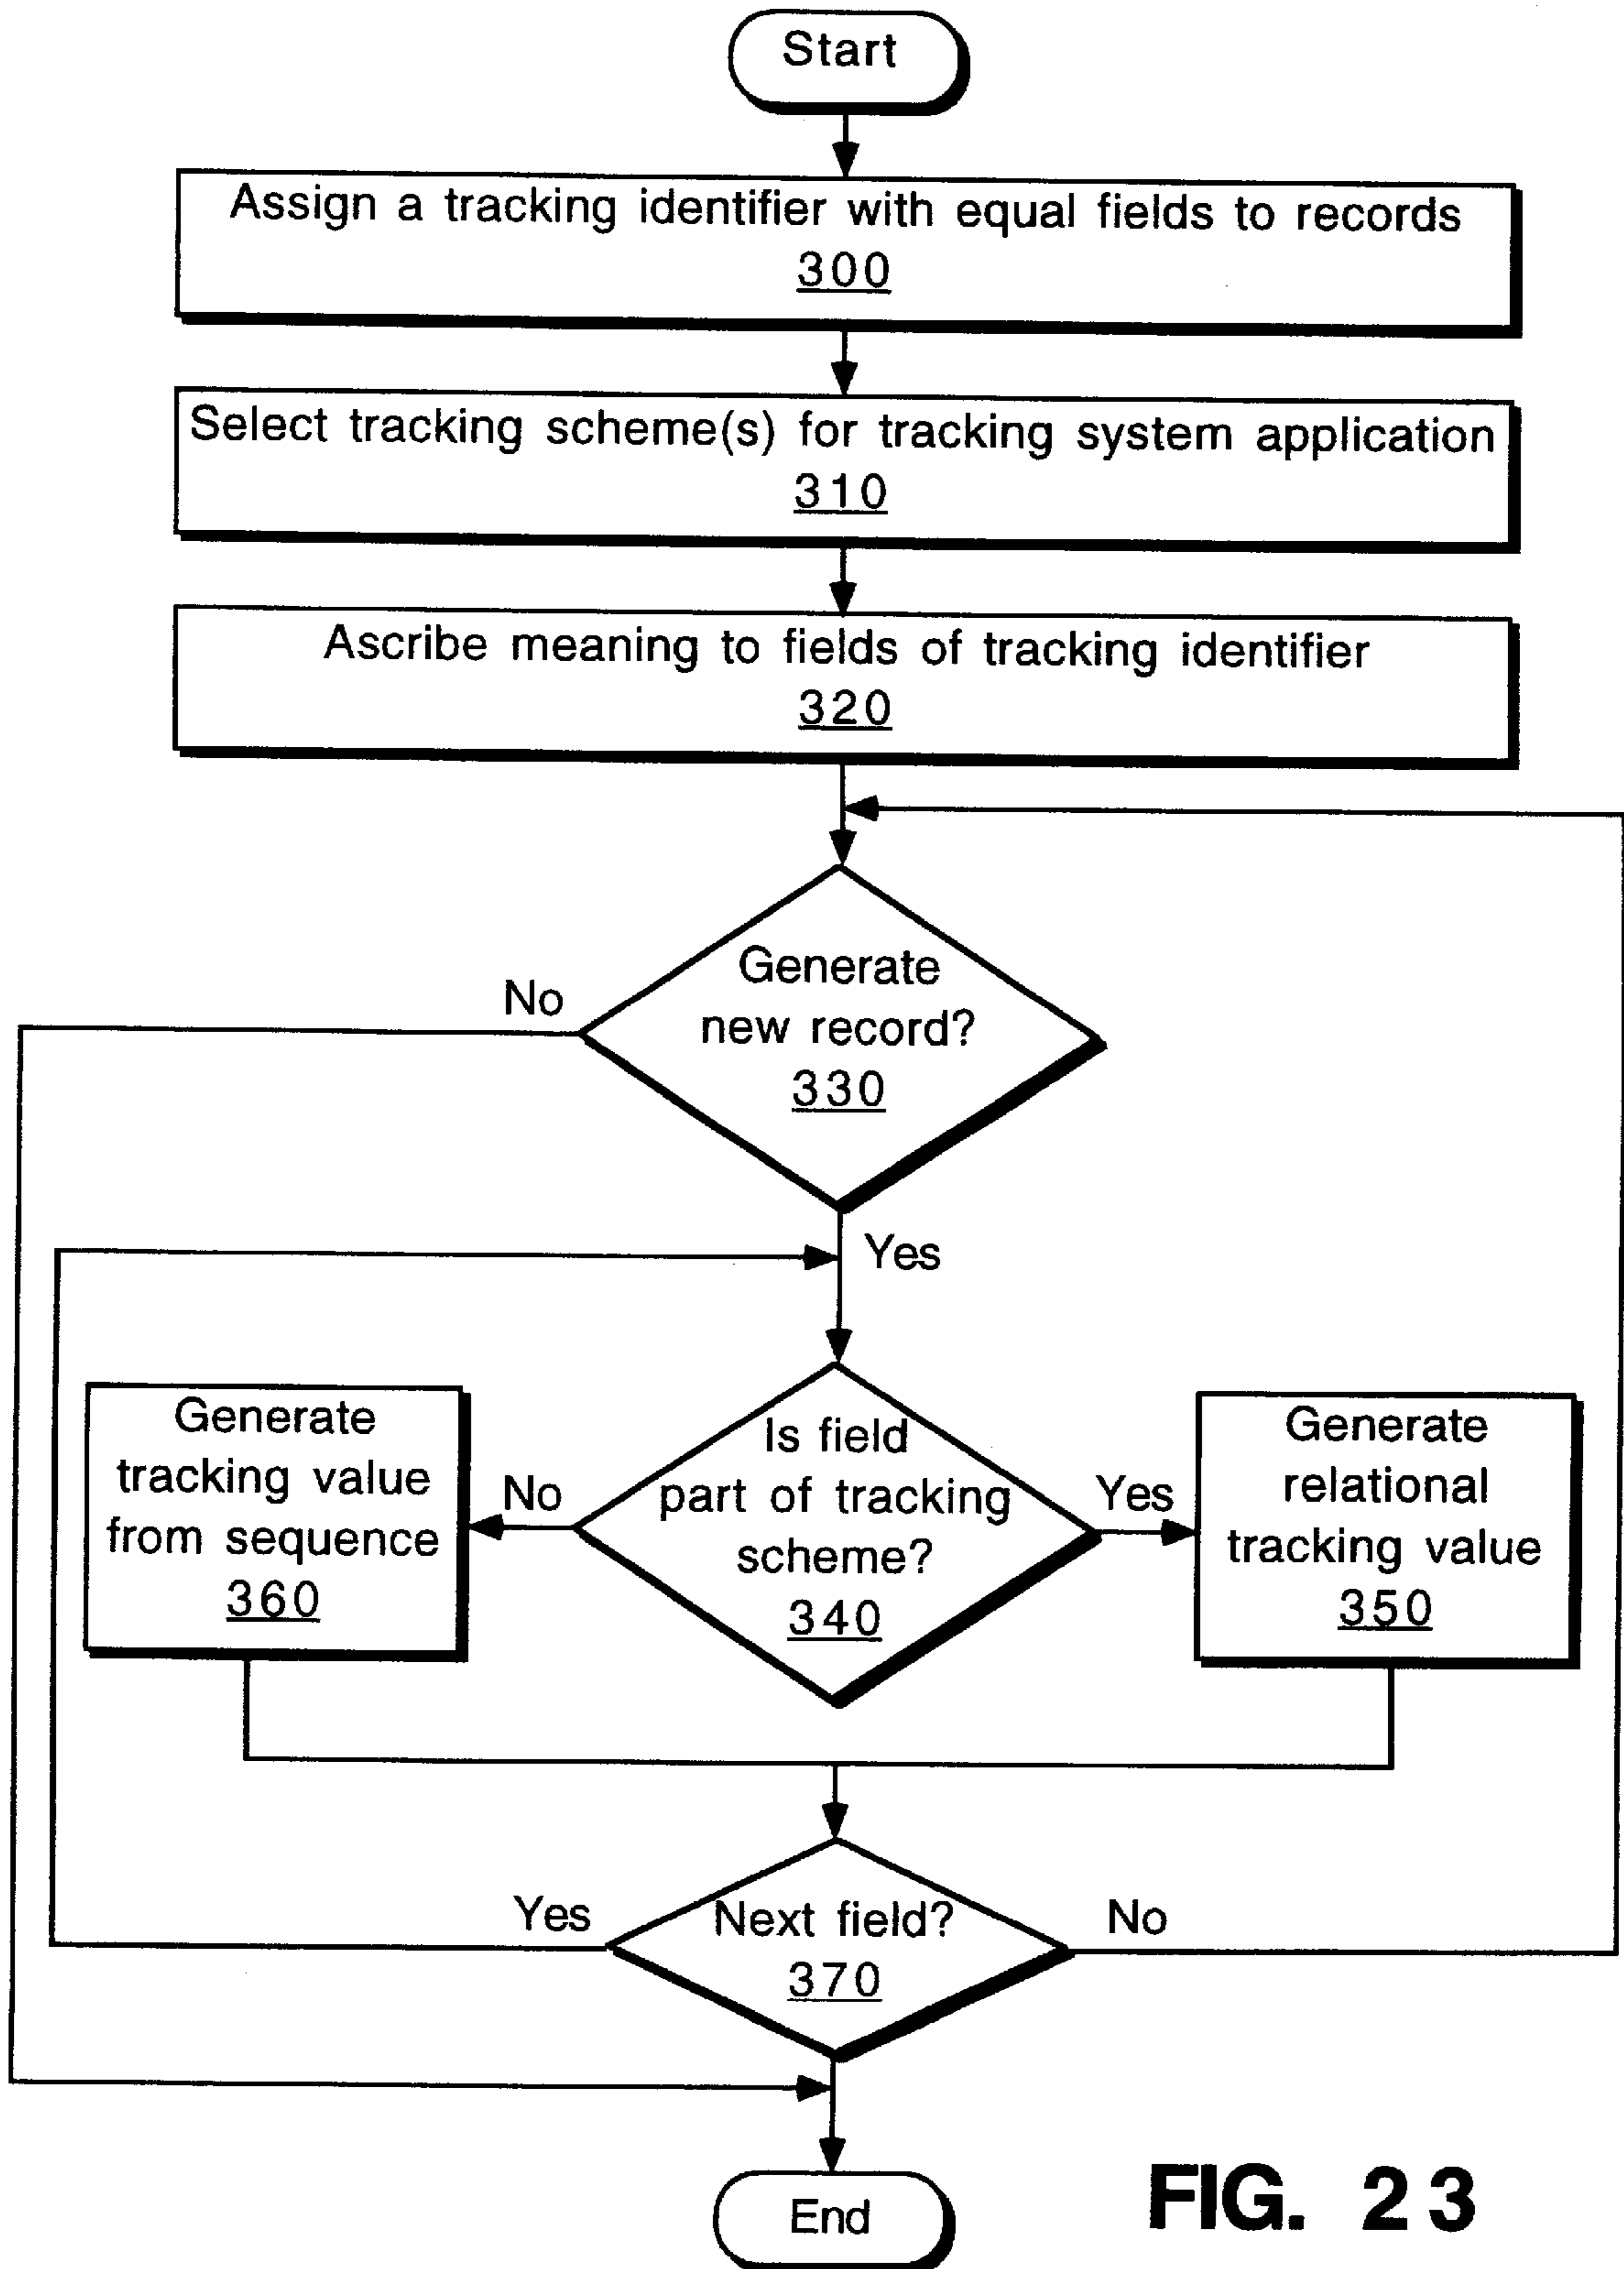 Start
Assign a tracking identifier with equal fields to records
300
Select tracking scheme(s) for tracking system application
310
Ascribe meaning to fields of tracking identifier
320
Generate
new record?
330
No
Yes
Is field
part of tracking
scheme?
340
No
Yes
Generate
tracking value
from sequence
360
Generate
relational
tracking value
350
Next field?
370
Yes
No
End
FIG. 23